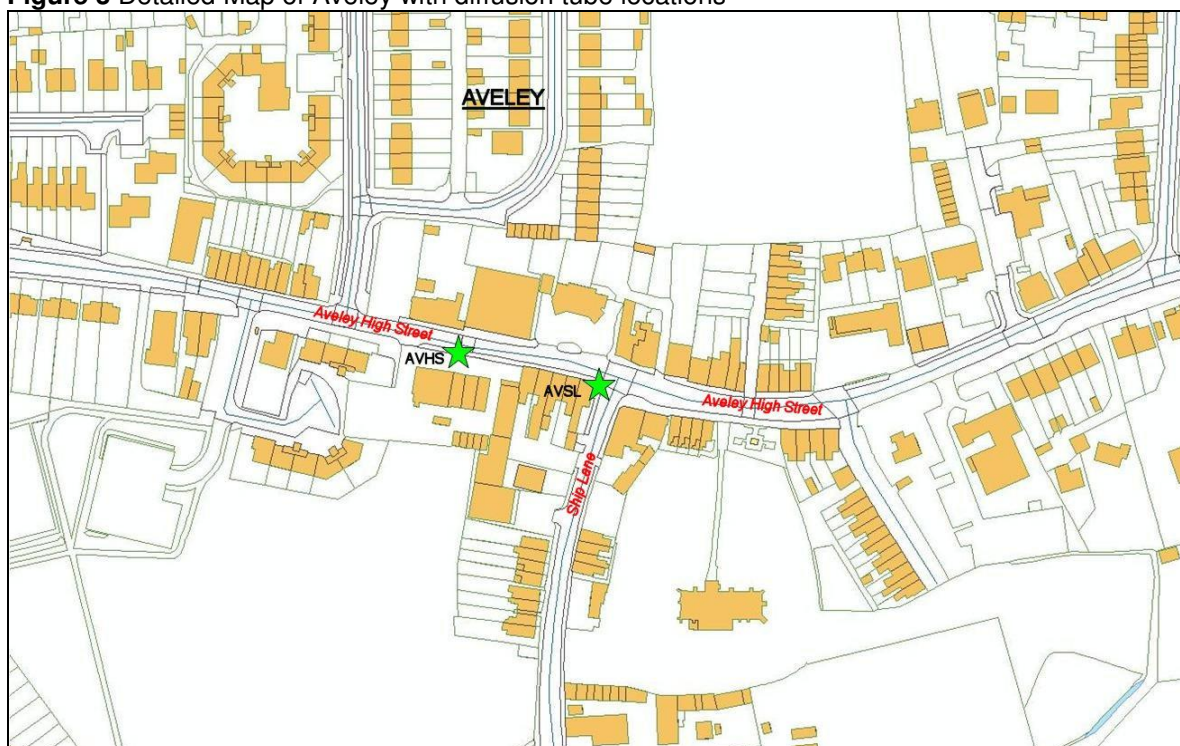 Figure 3 Detailed Map of Aveley with diffusion tube locations
AVELEY
Aveley High Street
AVHS
AVSL
Aveley High Street
Ship Lane